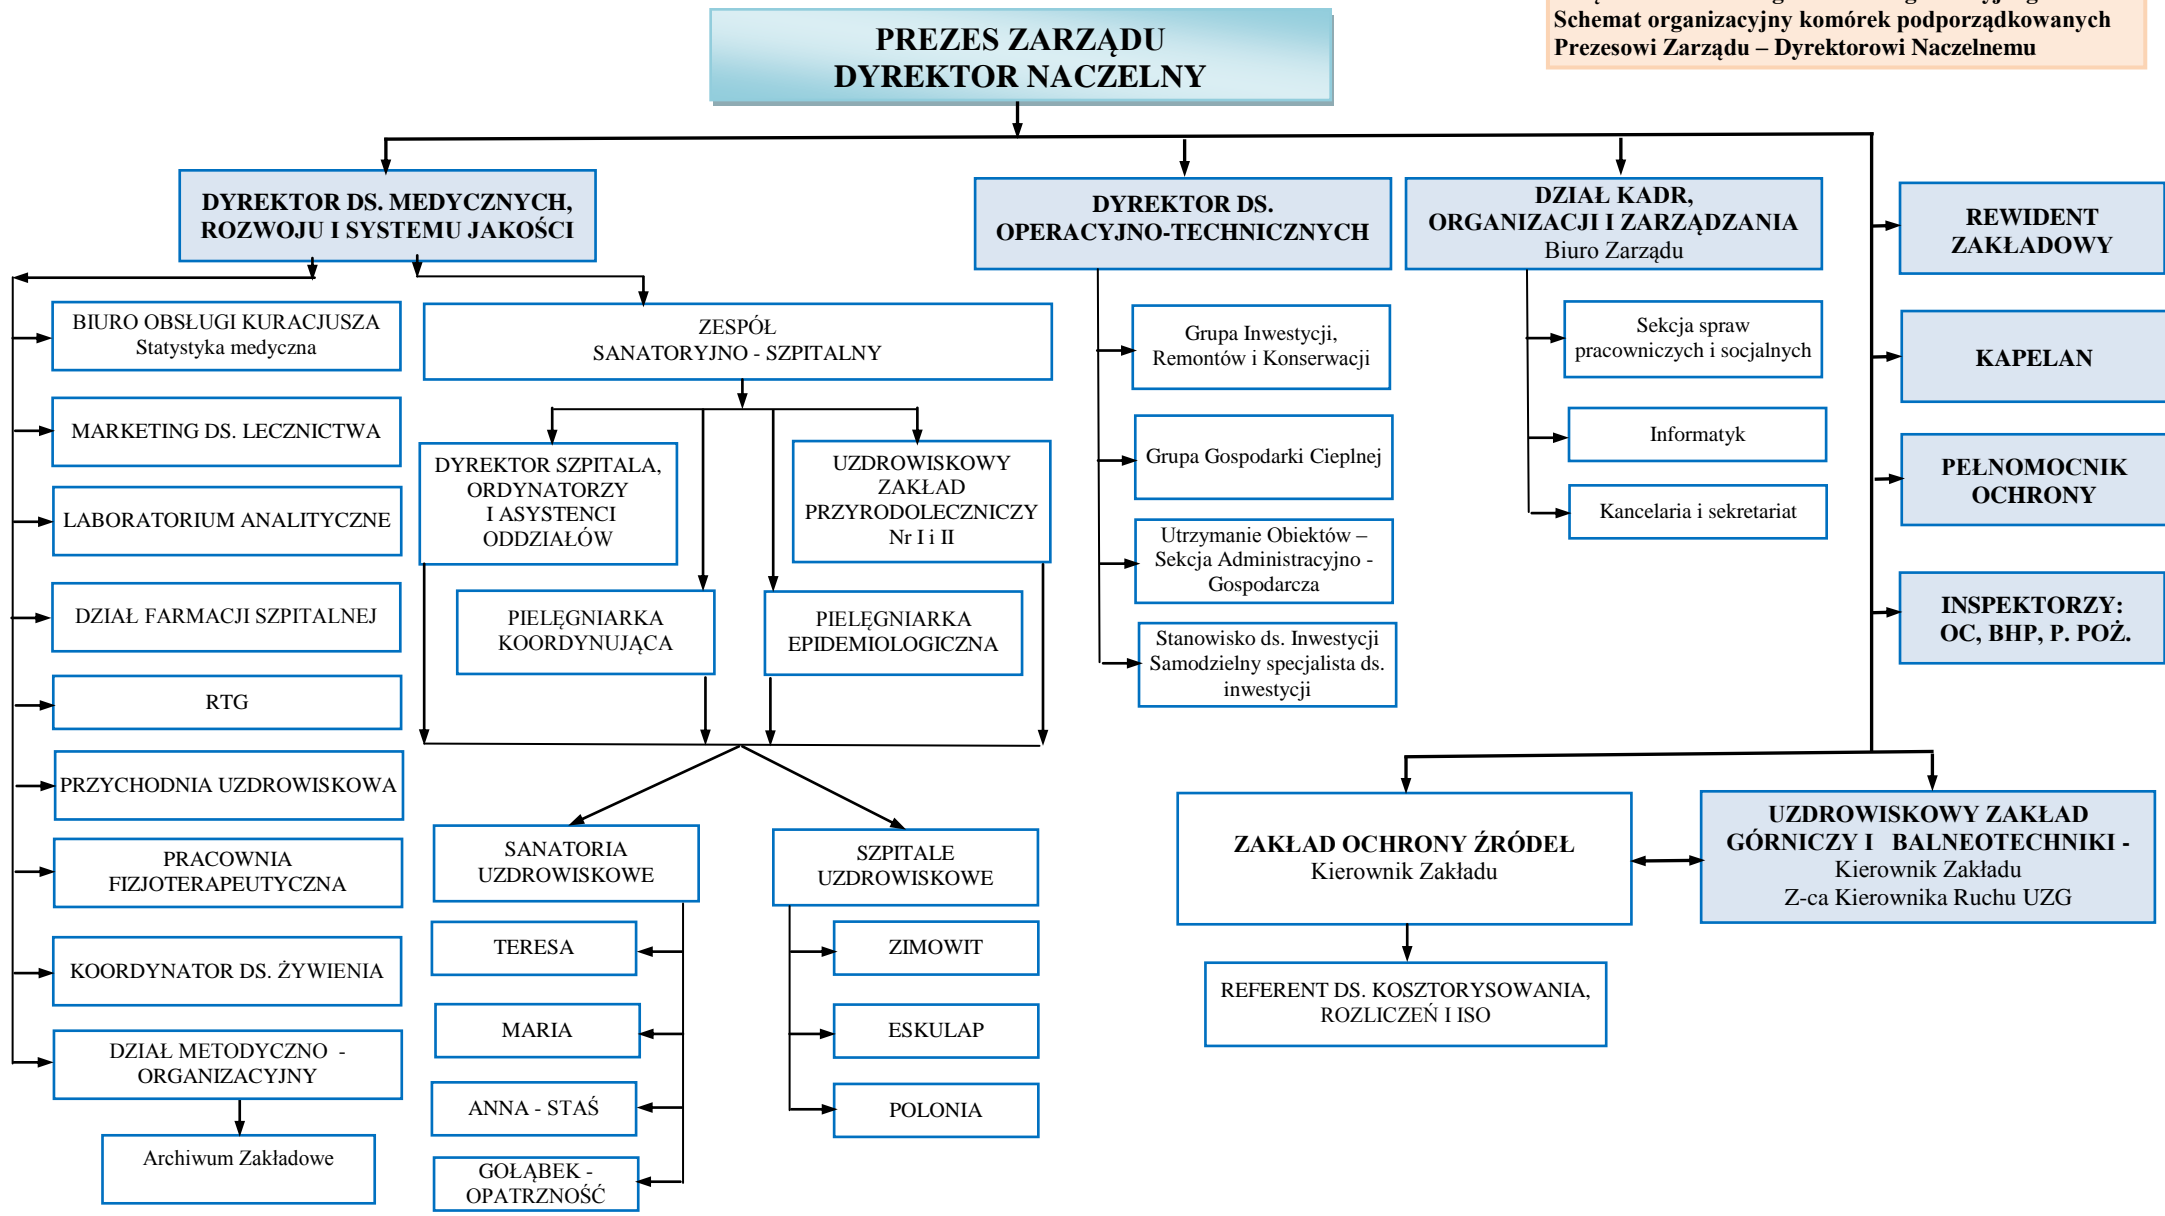 Schemat organizacyjny komórek podporządkowanych
Prezesowi Zarządu – Dyrektorowi Naczelnemu
PREZES ZARZĄDU
DYREKTOR NACZELNY
DYREKTOR DS. MEDYCZNYCH,
ROZWOJU I SYSTEMU JAKOŚCI
DYREKTOR DS.
OPERACYJNO-TECHNICZNYCH
DZIAŁ KADR,
ORGANIZACJI I ZARZĄDZANIA
Biuro Zarządu
REWIDENT
ZAKŁADOWY
KAPELAN
PEŁNOMOCNIK
OCHRONY
INSPEKTORZY:
OC, BHP, P. POŻ.
BIURO OBSŁUGI KURACJUSZA
Statystyka medyczna
MARKETING DS. LECZNICTWA
LABORATORIUM ANALITYCZNE
DZIAŁ FARMACJI SZPITALNEJ
RTG
PRZYCHODNIA UZDROWISKOWA
PRACOWNIA
FIZJOTERAPEUTYCZNA
KOORDYNATOR DS. ŻYWIENIA
DZIAŁ METODYCZNO -
ORGANIZACYJNY
Archiwum Zakładowe
ZESPÓŁ
SANATORYJNO - SZPITALNY
DYREKTOR SZPITALA,
ORDYNATORZY
I ASYSTENCI
ODDZIAŁÓW
UZDROWISKOWY
ZAKŁAD
PRZYRODOLECZNICZY
Nr I i II
PIELĘGNIARKA
KOORDYNUJĄCA
PIELĘGNIARKA
EPIDEMIOLOGICZNA
SANATORIA
UZDROWISKOWE
TERESA
MARIA
ANNA - STAŚ
GOŁĄBEK -
OPATRZNOŚĆ
SZPITALE
UZDROWISKOWE
ZIMOWIT
ESKULAP
POLONIA
Grupa Inwestycji,
Remontów i Konserwacji
Grupa Gospodarki Cieplnej
Utrzymanie Obiektów –
Sekcja Administracyjno -
Gospodarcza
Stanowisko ds. Inwestycji
Samodzielny specjalista ds.
inwestycji
Sekcja spraw
pracowniczych i socjalnych
Informatyk
Kancelaria i sekretariat
ZAKŁAD OCHRONY ŹRÓDEŁ
Kierownik Zakładu
UZDROWISKOWY ZAKŁAD
GÓRNICZY I BALNEOTECHNIKI -
Kierownik Zakładu
Z-ca Kierownika Ruchu UZG
REFERENT DS. KOSZTORYSOWANIA,
ROZLICZEŃ I ISO